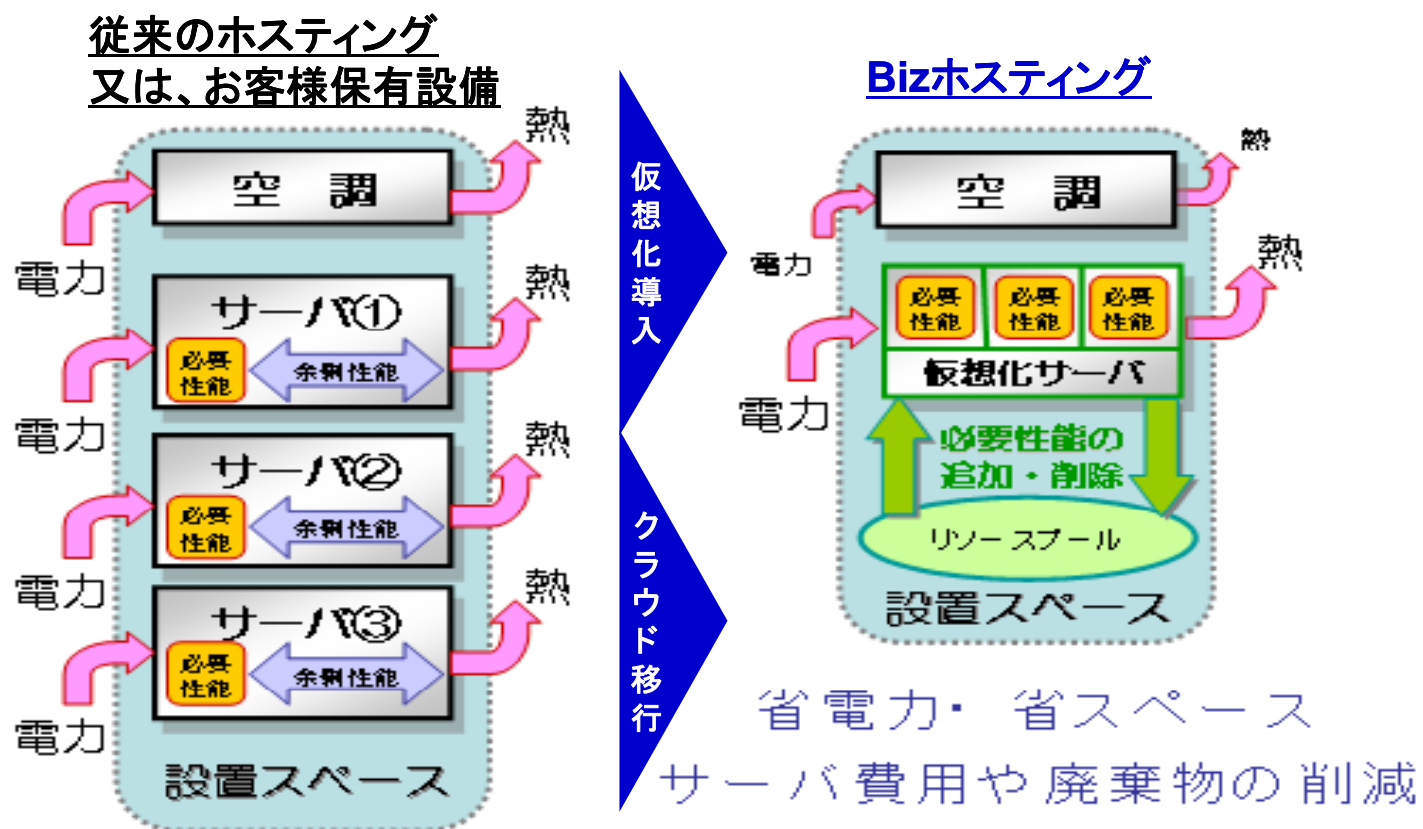 従来のホスティング
又は、お客様保有設備
熱
空 調
電力
熱
サーバ(1)
必要
性能
余剰性能
電力
熱
サーバ②
必要
性能
余剰性能
電力
熱
サーバ③
必要
性能
余剰性能
電力
設置スペース
仮想化導入
クラウド移行
Bizホスティング
熱
空 調
電力
熱
必要
性能
必要
性能
必要
性能
仮想化サーバ
電力
必要性能の
追加・削除
リソースプール
設置スペース
省電力・省スペース
サーバ費用や廃棄物の削減